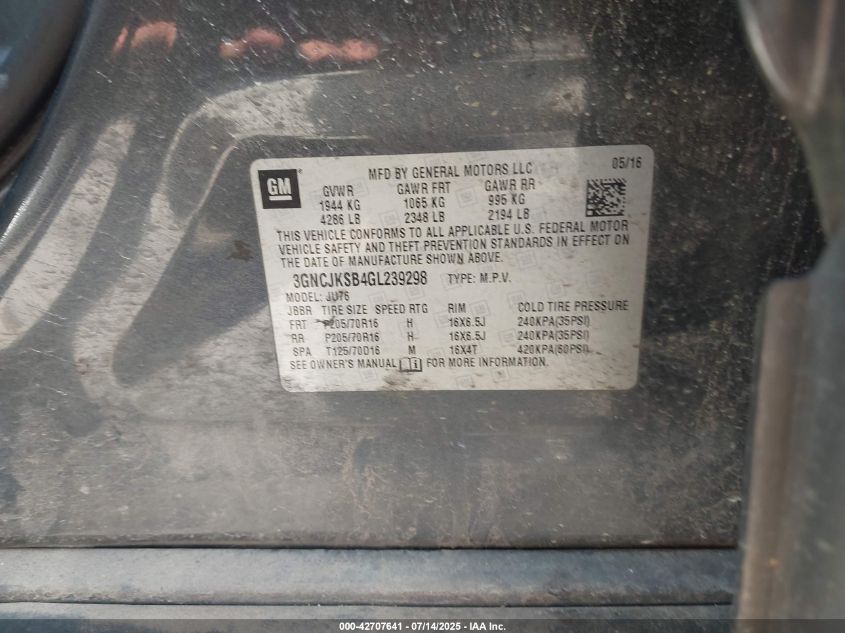 GM
MFD BY GENERAL MOTORS LLC 05/16
GVWR GAWR FRT GAWR RR
1944 KG 1065 KG 995 KG
4286 LB 2348 LB 2194 LB
THIS VEHICLE CONFORMS TO ALL APPLICABLE U.S. FEDERAL MOTOR
VEHICLE SAFETY AND THEFT PREVENTION STANDARDS IN EFFECT ON
THE DATE OF MANUFACTURE SHOWN ABOVE.
3GNCJKSB4GL239298 TYPE: M.P.V.
MODEL: JU76
JBBR TIRE SIZE SPEED RTG RIM COLD TIRE PRESSURE
FRT P205/70R16 H 16X6.5J 240KPA(35PSI)
RR P205/70R16 H 16X6.5J 240KPA(35PSI)
SPA T125/70D16 M 16X4T 420KPA(60PSI)
SEE OWNER'S MANUAL FOR MORE INFORMATION.
000-42707641 - 07/14/2025 - IAA Inc.